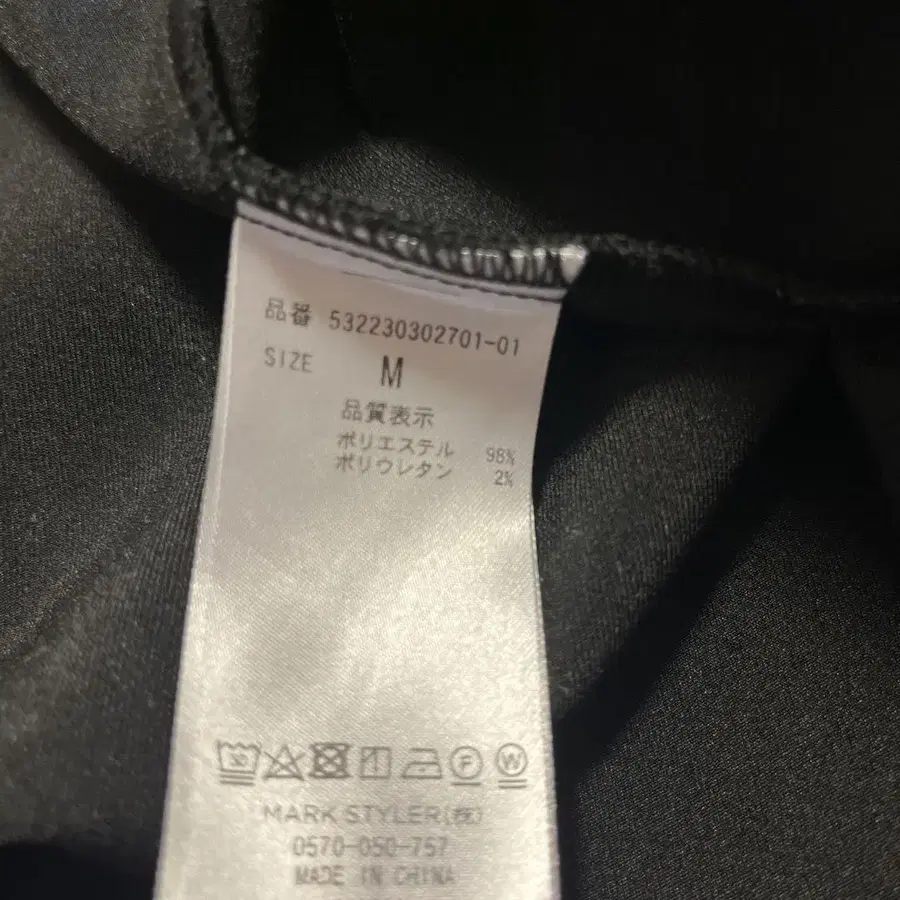 品番 532230302701-01
SIZE M
品質表示
ポリエステル 98%
ポリウレタン 2%
MARK STYLER(株)
0570-050-757
MADE IN CHINA